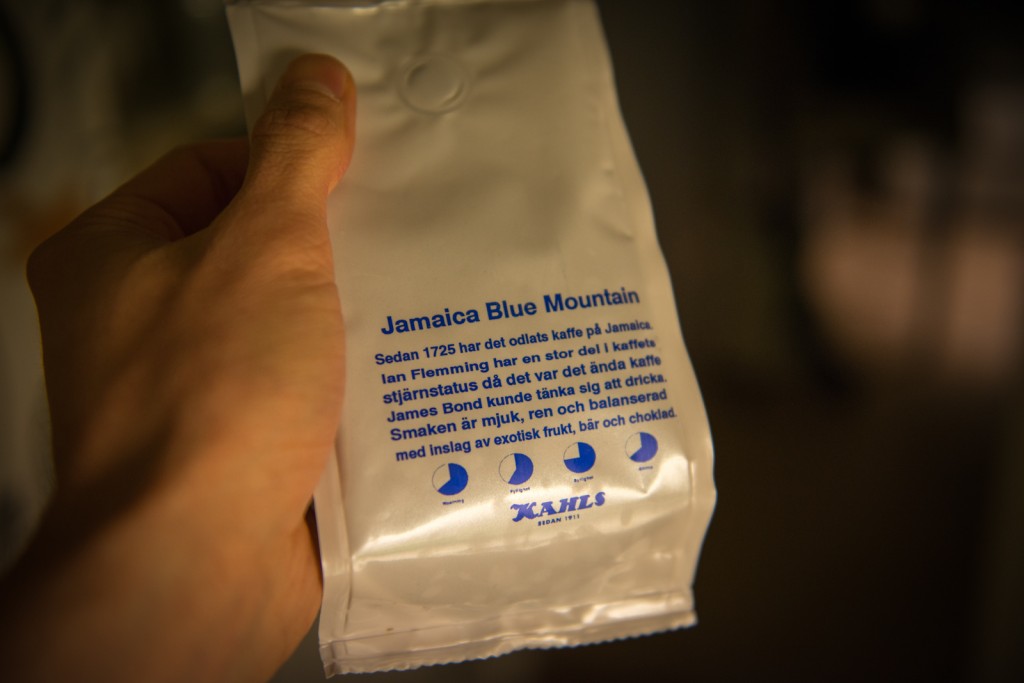 Jamaica Blue Mountain
Sedan 1725 har det odlats kaffe på Jamaica.
Ian Flemming har en stor del i kaffets
stjärnstatus då det var det ända kaffe
James Bond kunde tänka sig att dricka.
Smaken är mjuk, ren och balanserad
med inslag av exotisk frukt, bär och choklad.
KAHLS
SEDAN 1911